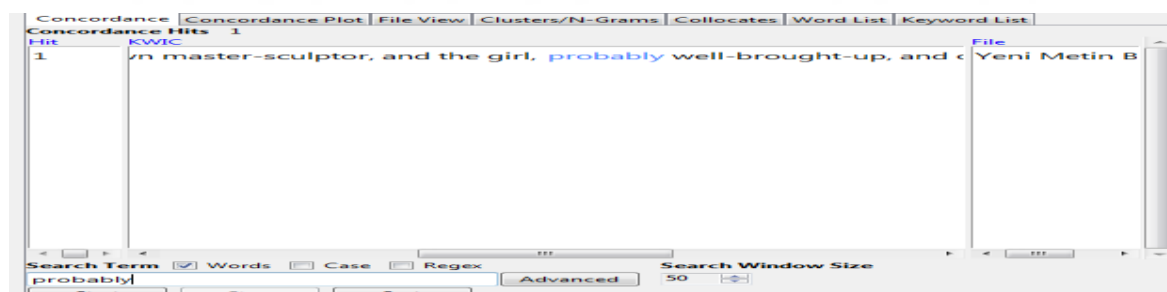 Concordance Concordance Plot File View Clusters/N-Grams Collocates Word List Keyword List
Concordance Hits 1
Hit KWIC File
1 master-sculptor, and the girl, probably well-brought-up, and Yeni Metin B
Search Term Words Case Regex Search Window Size
probably Advanced 50